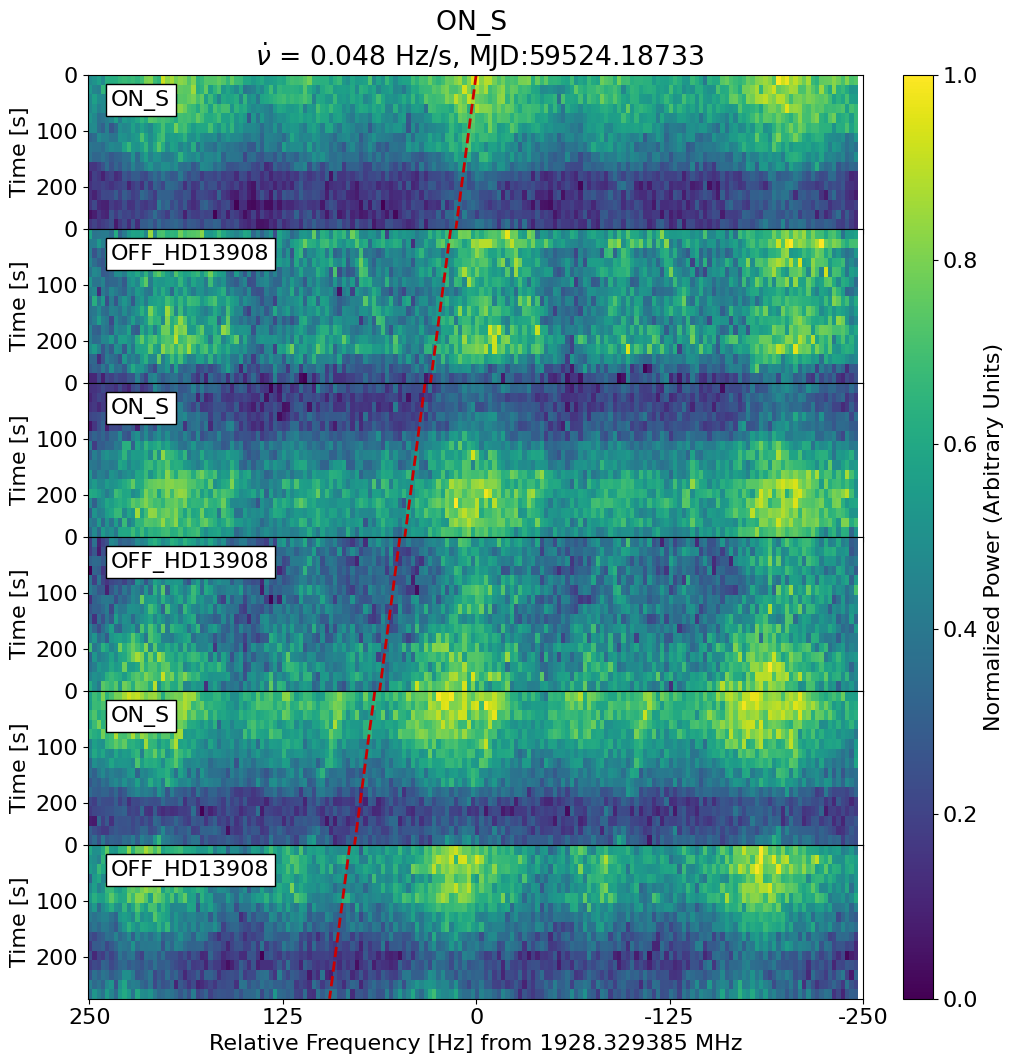 ON_S
ν̇ = 0.048 Hz/s, MJD:59524.18733
0
100
200
Time [s]
ON_S
0
100
200
Time [s]
OFF_HD13908
0
100
200
Time [s]
ON_S
0
100
200
Time [s]
OFF_HD13908
0
100
200
Time [s]
ON_S
0
100
200
Time [s]
OFF_HD13908
250 125 0 -125 -250
Relative Frequency [Hz] from 1928.329385 MHz
1.0
0.8
0.6
0.4
0.2
0.0
Normalized Power (Arbitrary Units)